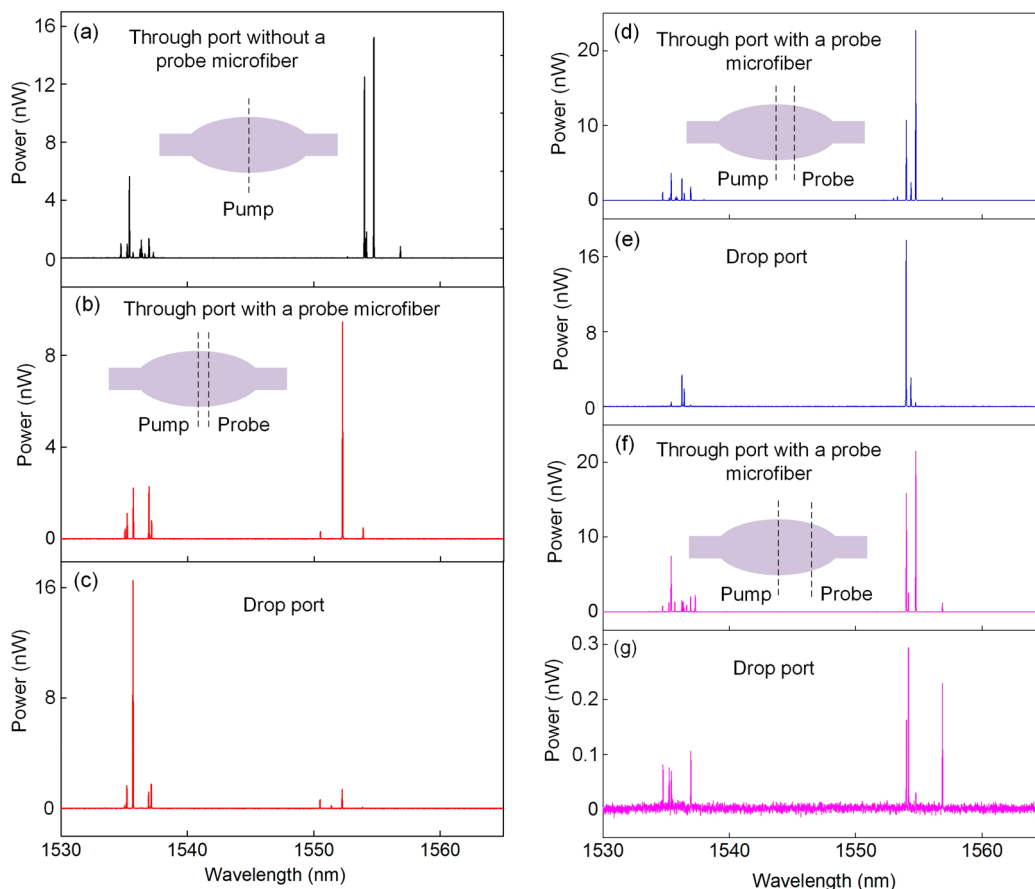 (a)
Through port without a
probe microfiber
Pump
Power (nW)
16
12
8
4
0
(b)
Through port with a probe microfiber
Pump
Probe
Power (nW)
8
4
0
(c)
Drop port
Power (nW)
16
8
0
1530
1540
1550
1560
Wavelength (nm)
(d)
Through port with a probe
microfiber
Pump
Probe
Power (nW)
20
10
0
(e)
Drop port
Power (nW)
16
8
0
(f)
Through port with a probe
microfiber
Pump
Probe
Power (nW)
20
10
0
(g)
Drop port
Power (nW)
0.3
0.2
0.1
0
1530
1540
1550
1560
Wavelength (nm)